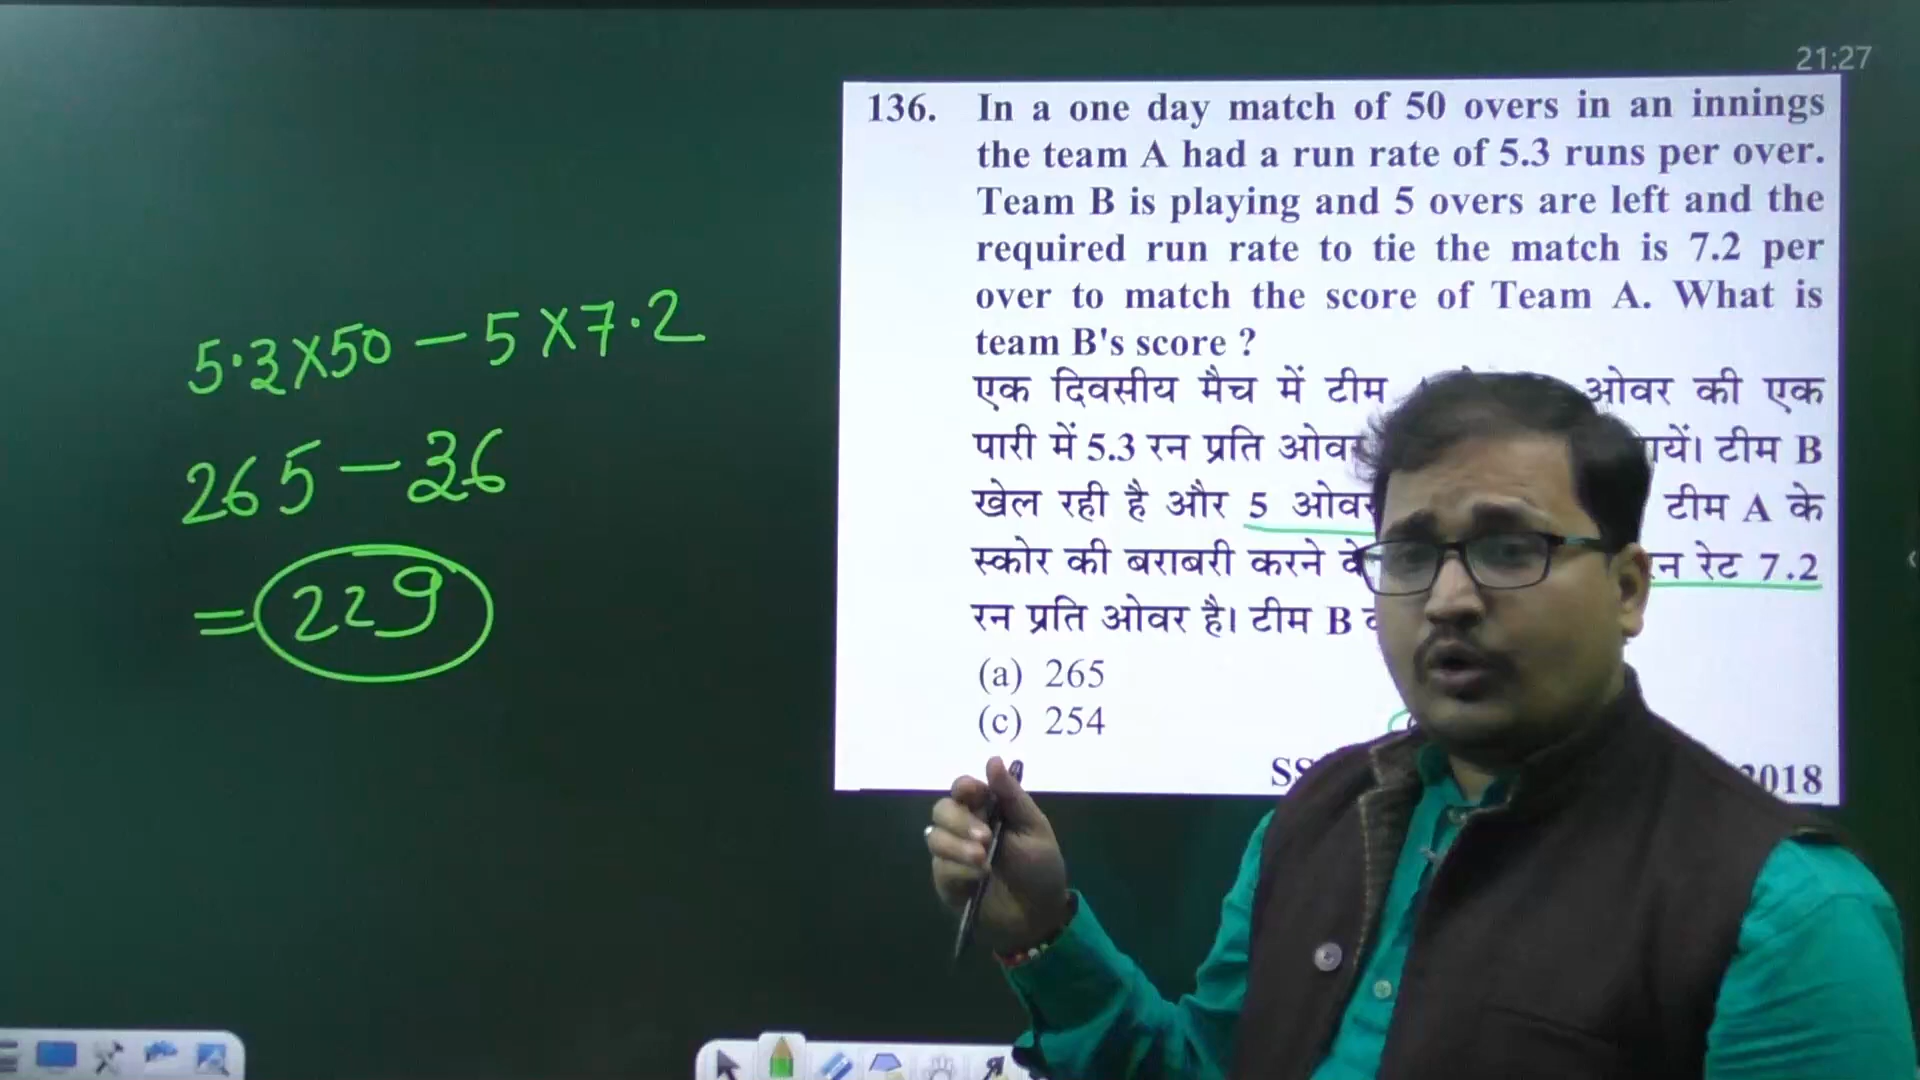 21:27
136. In a one day match of 50 overs in an innings
the team A had a run rate of 5.3 runs per over.
Team B is playing and 5 overs are left and the
required run rate to tie the match is 7.2 per
over to match the score of Team A. What is
team B's score ?
एक दिवसीय मैच में टीम ओवर की एक
पारी में 5.3 रन प्रति टीम B
खेल रही है और 5 टीम A के
स्कोर की बराबरी करने रेट 7.2
रन प्रति ओवर है। टीम B
(a) 265
(c) 254
5.3×50 – 5×7.2
265 – 36
= 229